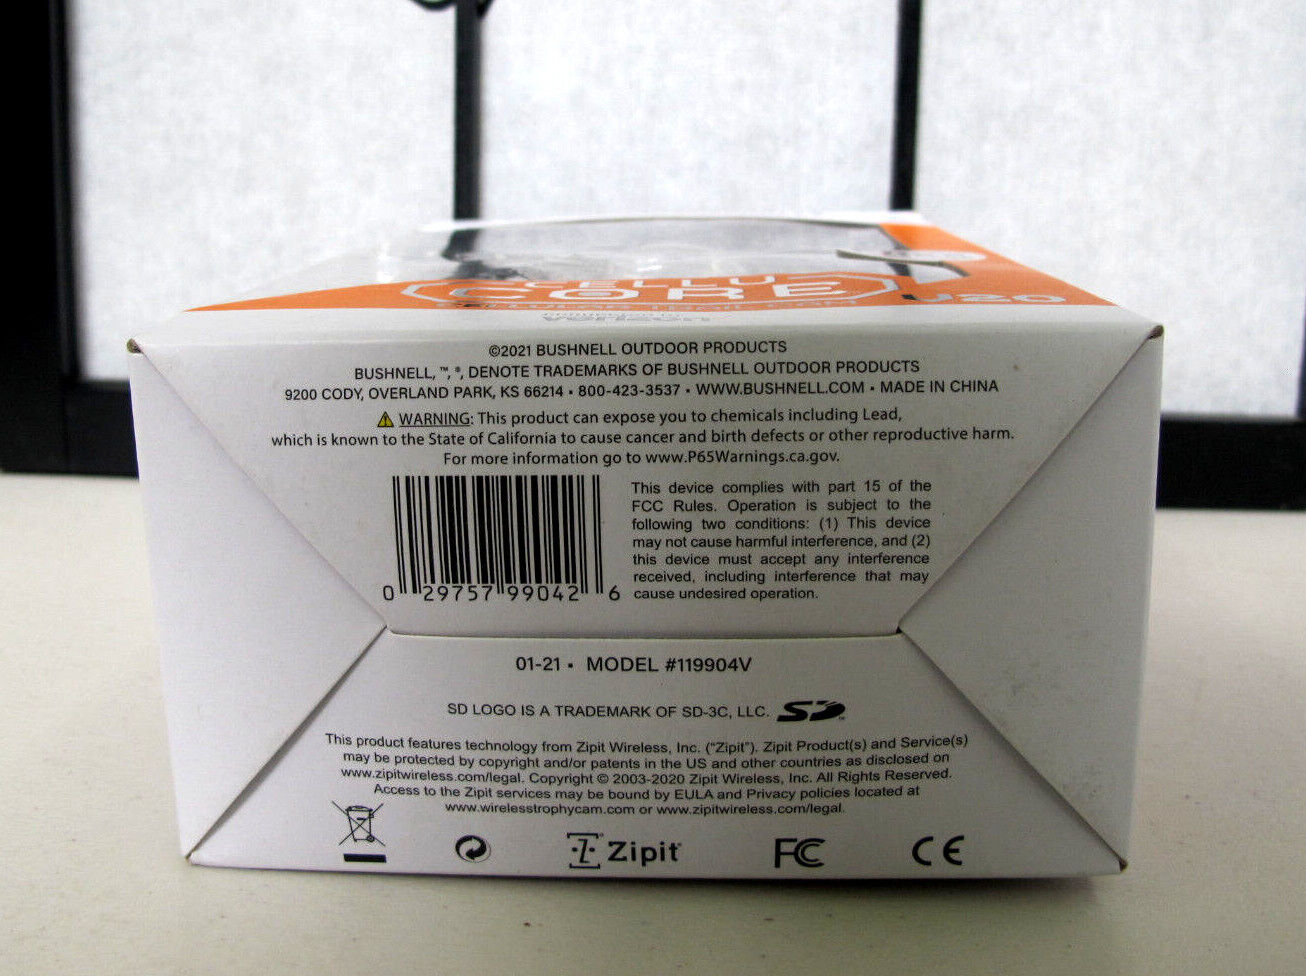 CELLU
CORE
20
verizon
©2021 BUSHNELL OUTDOOR PRODUCTS
BUSHNELL, ™, ®, DENOTE TRADEMARKS OF BUSHNELL OUTDOOR PRODUCTS
9200 CODY, OVERLAND PARK, KS 66214 • 800-423-3537 • WWW.BUSHNELL.COM • MADE IN CHINA
WARNING: This product can expose you to chemicals including Lead,
which is known to the State of California to cause cancer and birth defects or other reproductive harm.
For more information go to www.P65Warnings.ca.gov.
0 29757 99042 6
This device complies with part 15 of the
FCC Rules. Operation is subject to the
following two conditions: (1) This device
may not cause harmful interference, and (2)
this device must accept any interference
received, including interference that may
cause undesired operation.
01-21 • MODEL #119904V
SD LOGO IS A TRADEMARK OF SD-3C, LLC. SD
This product features technology from Zipit Wireless, Inc. ("Zipit"). Zipit Product(s) and Service(s)
may be protected by copyright and/or patents in the US and other countries as disclosed on
www.zipitwireless.com/legal. Copyright © 2003-2020 Zipit Wireless, Inc. All Rights Reserved.
Access to the Zipit services may be bound by EULA and Privacy policies located at
www.wirelesstrophycam.com or www.zipitwireless.com/legal.
Z Zipit FC CE